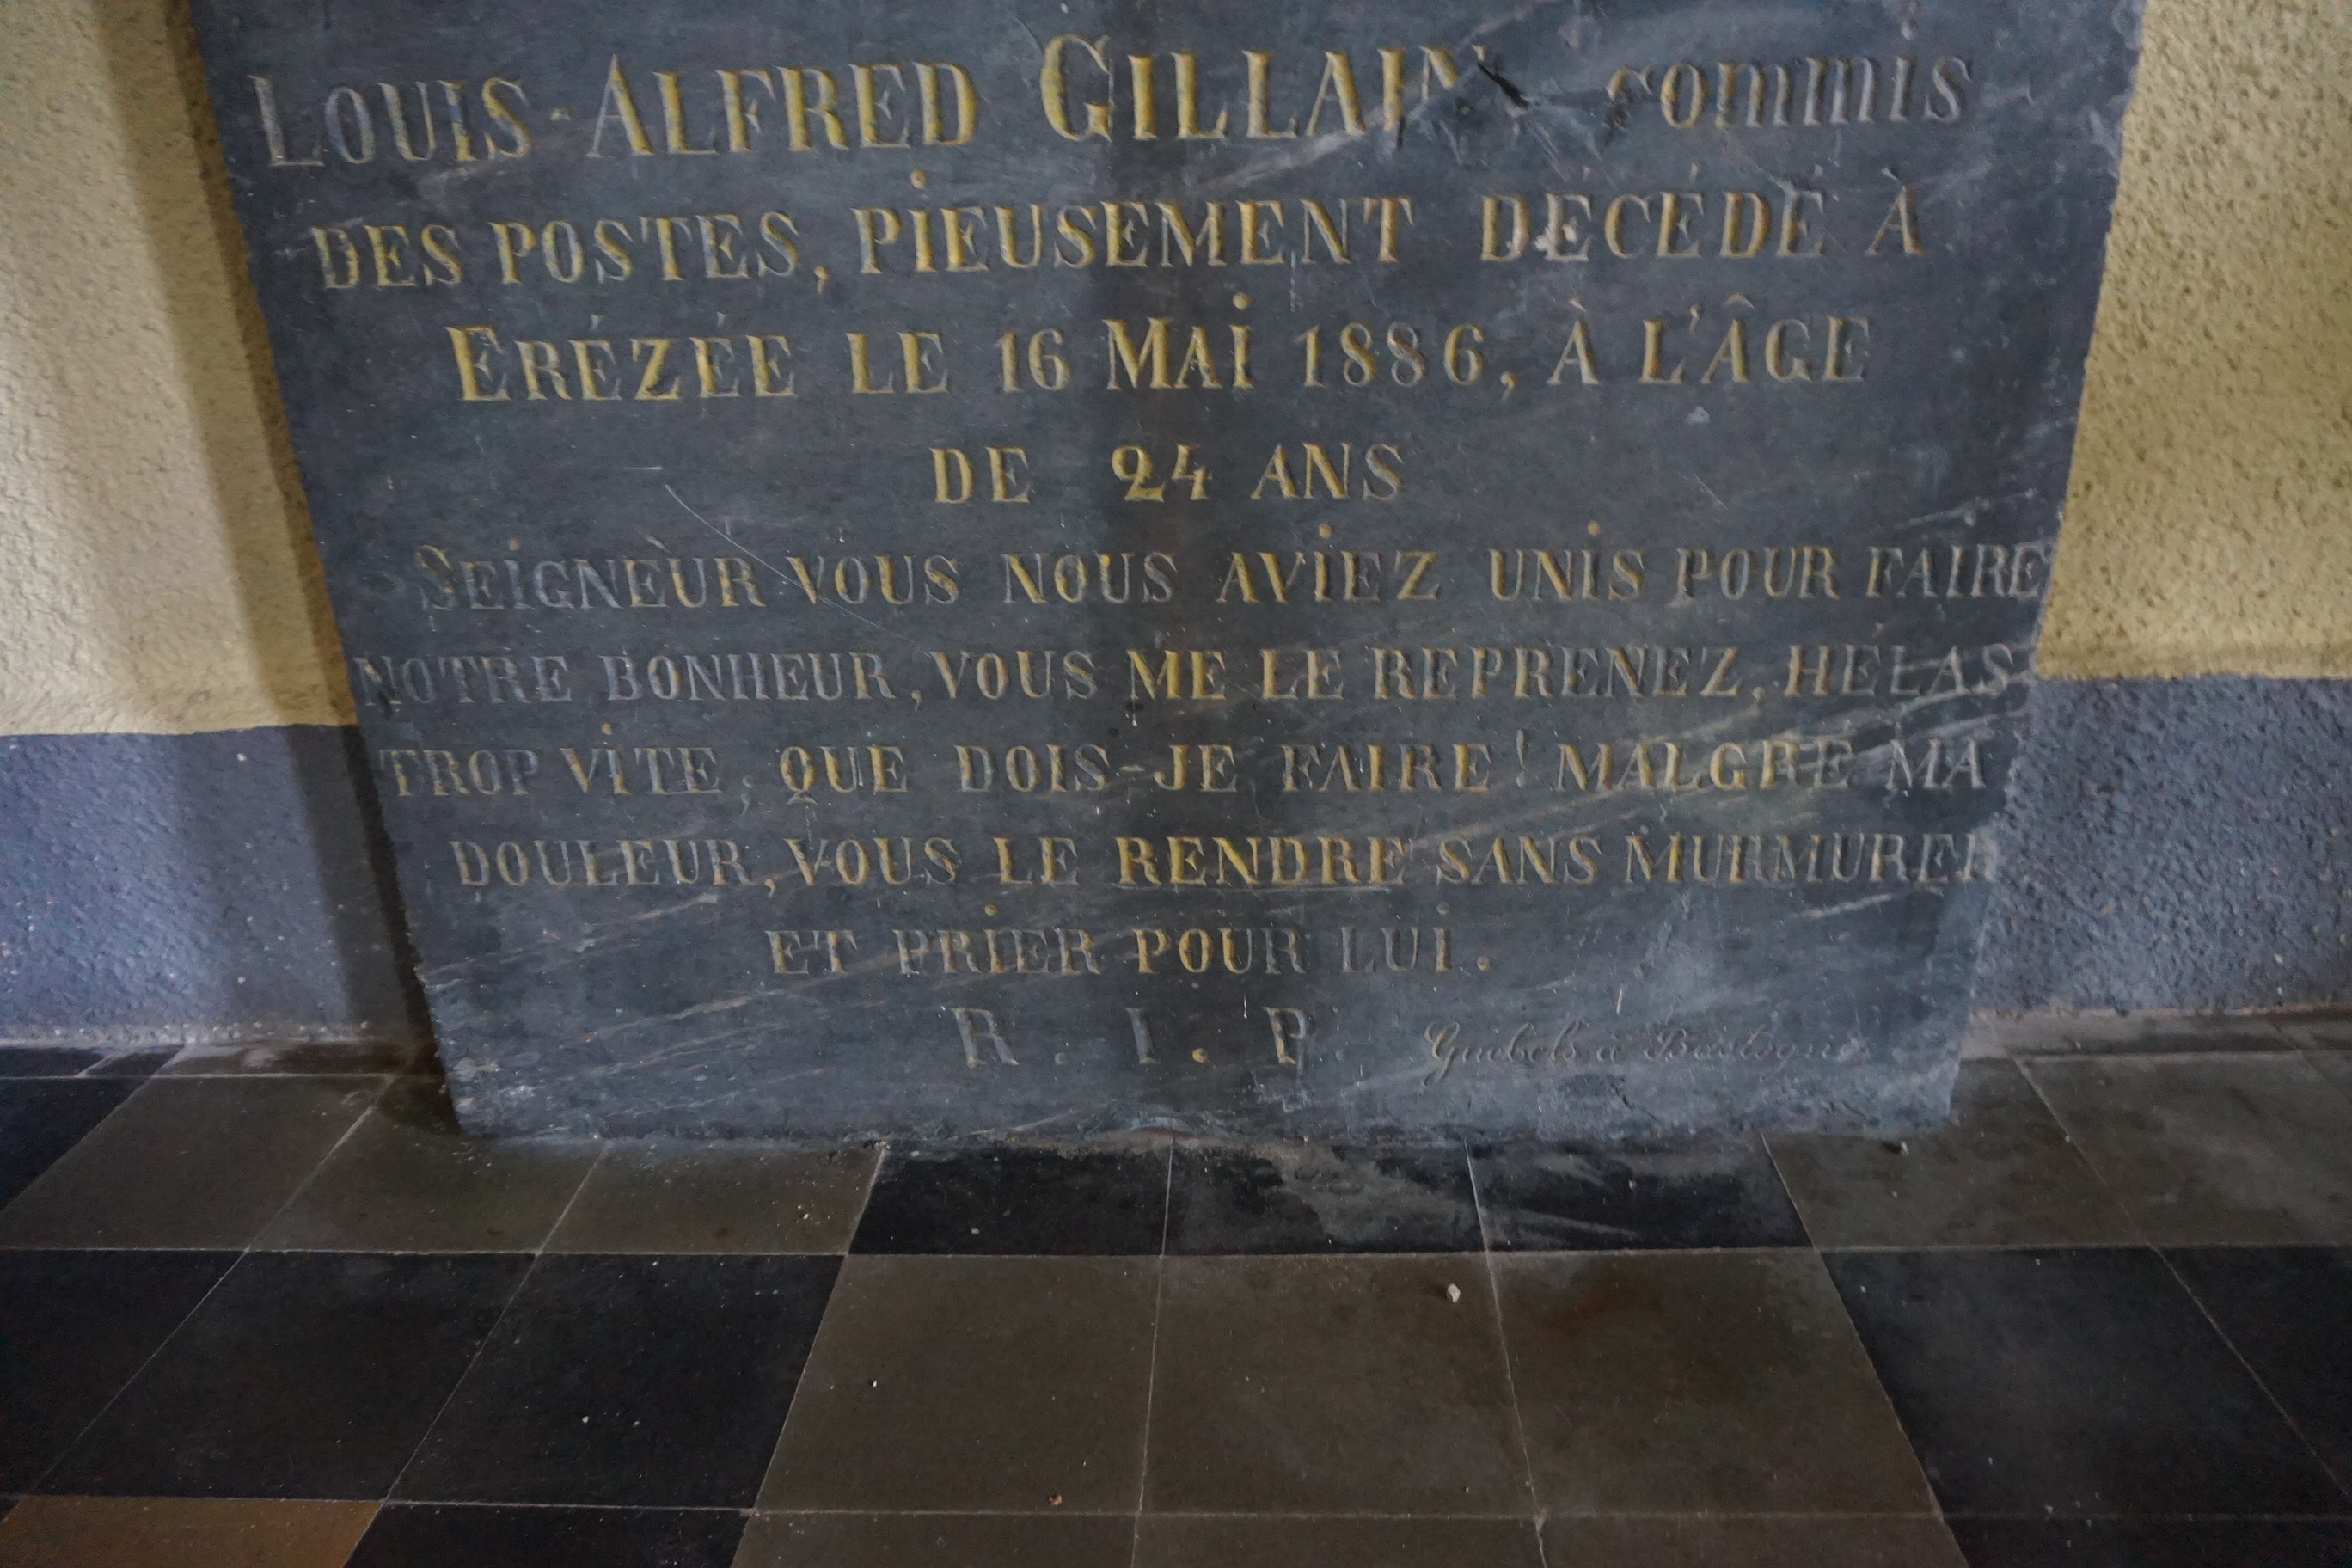 LOUIS-ALFRED GILLAIN commis
DES POSTES, PiEUSEMENT DÉCÉDÉ À
ERÉZÉE LE 16 MAi 1886, À L'ÂGE
DE 24 ANS
SEiGNEUR VOUS NOUS AViEZ UNiS POUR FAIRE
NOTRE BONHEUR, VOUS ME LE REPRENEZ, HÉLAS
TROP ViTE, QUE DOIS-JE FAIRE! MALGRÉ MA
DOULEUR, VOUS LE RENDRE SANS MURMURER
ET PRiER POUR LUi.
R. I. P. à Bastogne